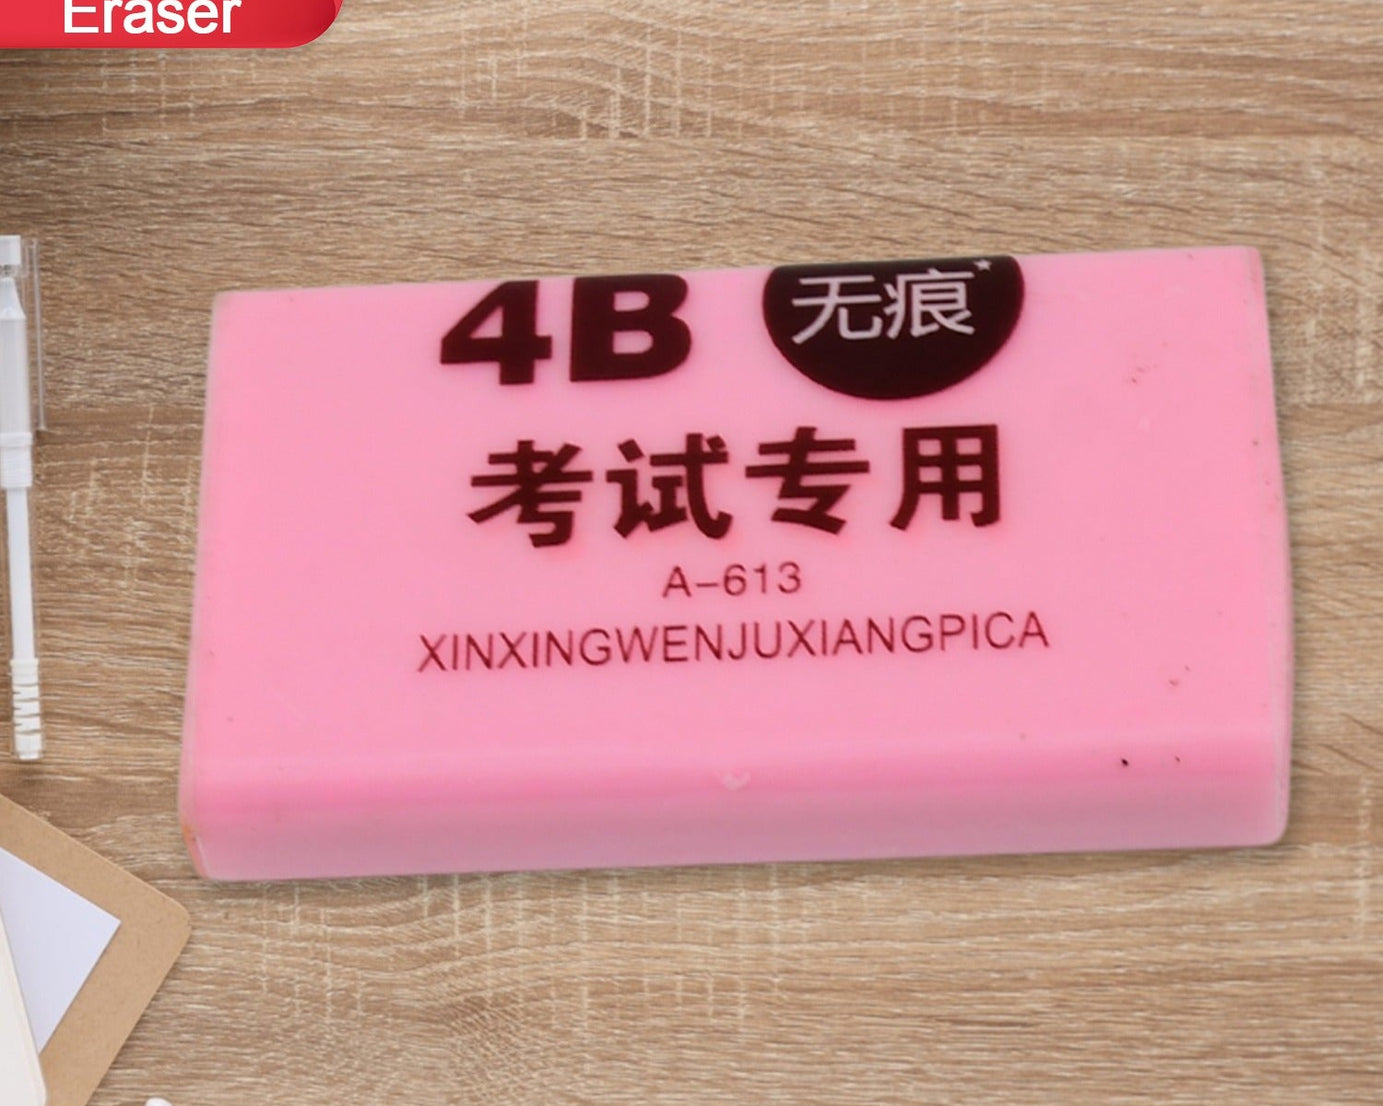 Eraser
4B 无痕
考试专用
A-613
XINXINGWENJUXIANGPICA